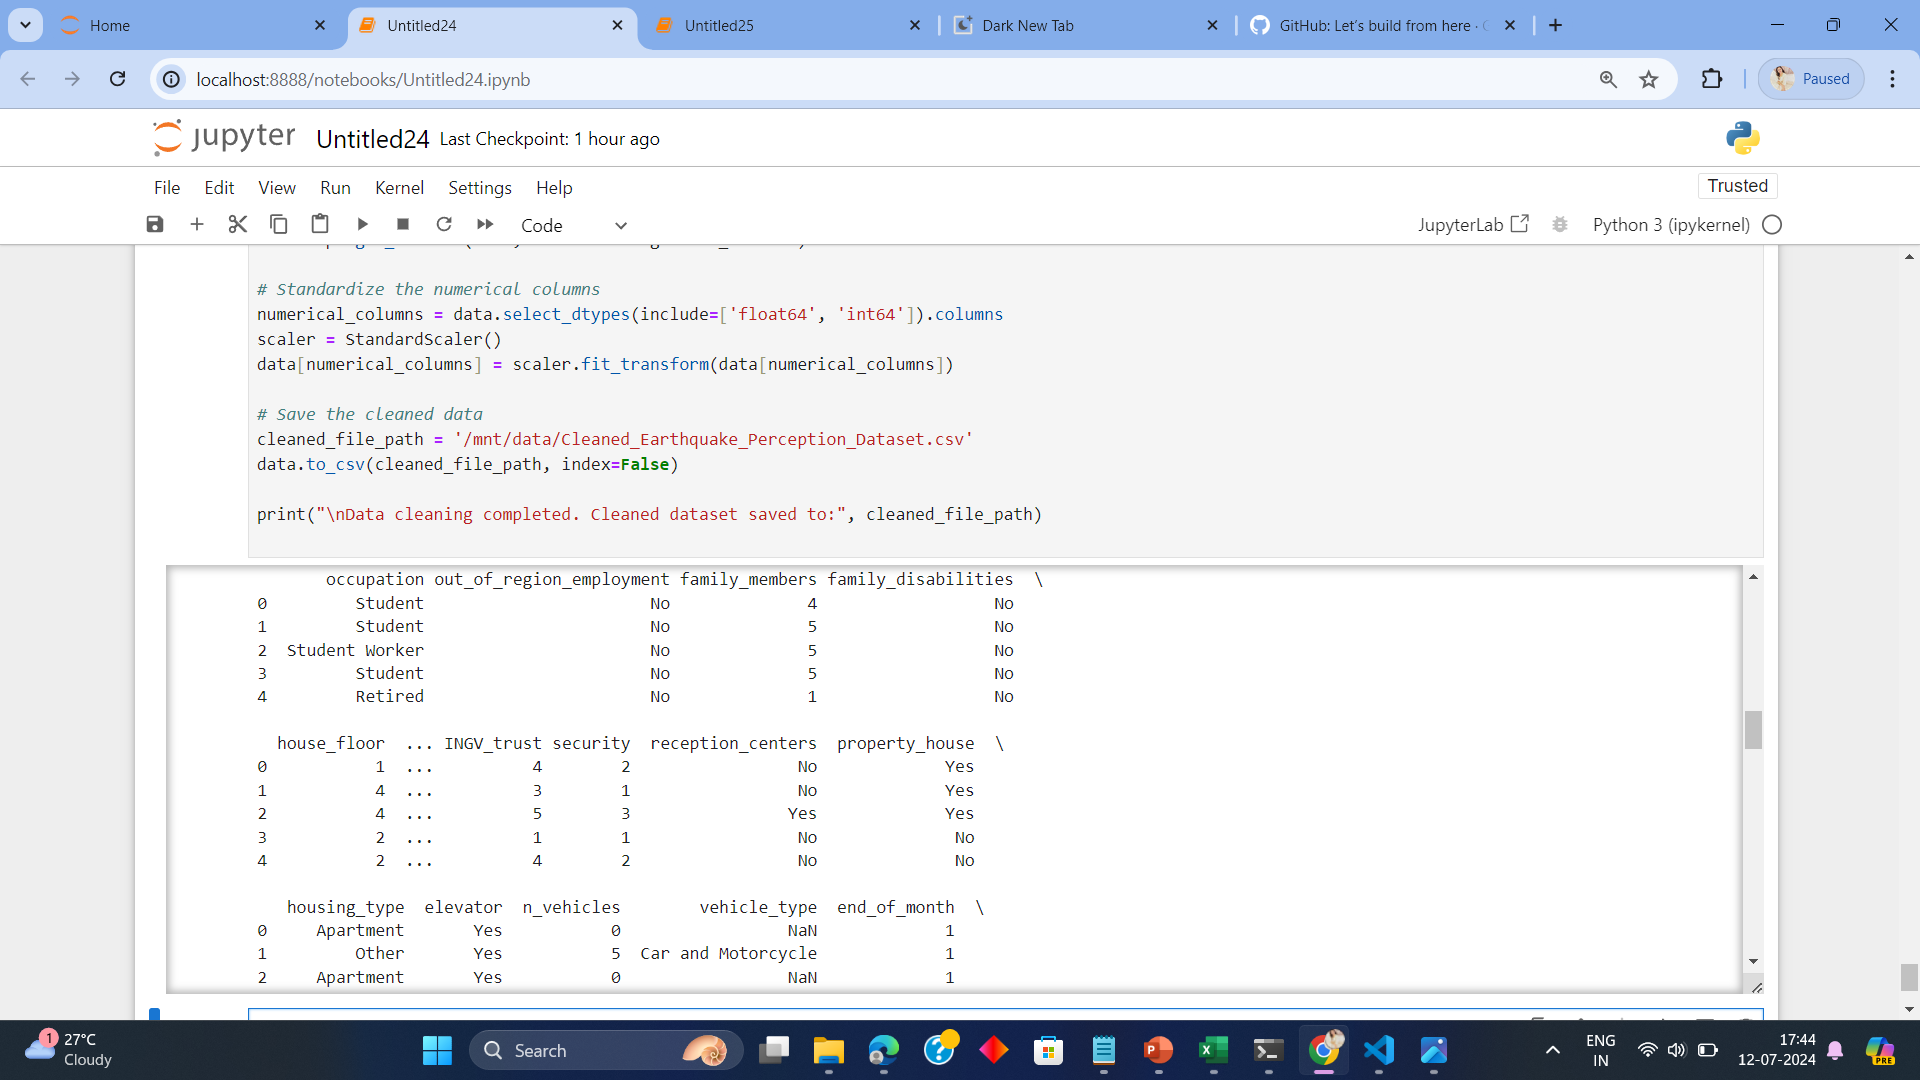 Home
Untitled24
Untitled25
Dark New Tab
GitHub: Let's build from here ·
localhost:8888/notebooks/Untitled24.ipynb
Paused
jupyter Untitled24 Last Checkpoint: 1 hour ago
File Edit View Run Kernel Settings Help
Trusted
Code
JupyterLab
Python 3 (ipykernel)
# Standardize the numerical columns
numerical_columns = data.select_dtypes(include=['float64', 'int64']).columns
scaler = StandardScaler()
data[numerical_columns] = scaler.fit_transform(data[numerical_columns])
# Save the cleaned data
cleaned_file_path = '/mnt/data/Cleaned_Earthquake_Perception_Dataset.csv'
data.to_csv(cleaned_file_path, index=False)
print("\nData cleaning completed. Cleaned dataset saved to:", cleaned_file_path)
occupation out_of_region_employment family_members family_disabilities \
0 Student No 4 No
1 Student No 5 No
2 Student Worker No 5 No
3 Student No 5 No
4 Retired No 1 No
house_floor ... INGV_trust security reception_centers property_house \
0 1 ... 4 2 No Yes
1 4 ... 3 1 No Yes
2 4 ... 5 3 Yes Yes
3 2 ... 1 1 No No
4 2 ... 4 2 No No
housing_type elevator n_vehicles vehicle_type end_of_month \
0 Apartment Yes 0 NaN 1
1 Other Yes 5 Car and Motorcycle 1
2 Apartment Yes 0 NaN 1
1
27°C
Cloudy
Search
PRE
ENG
IN
17:44
12-07-2024